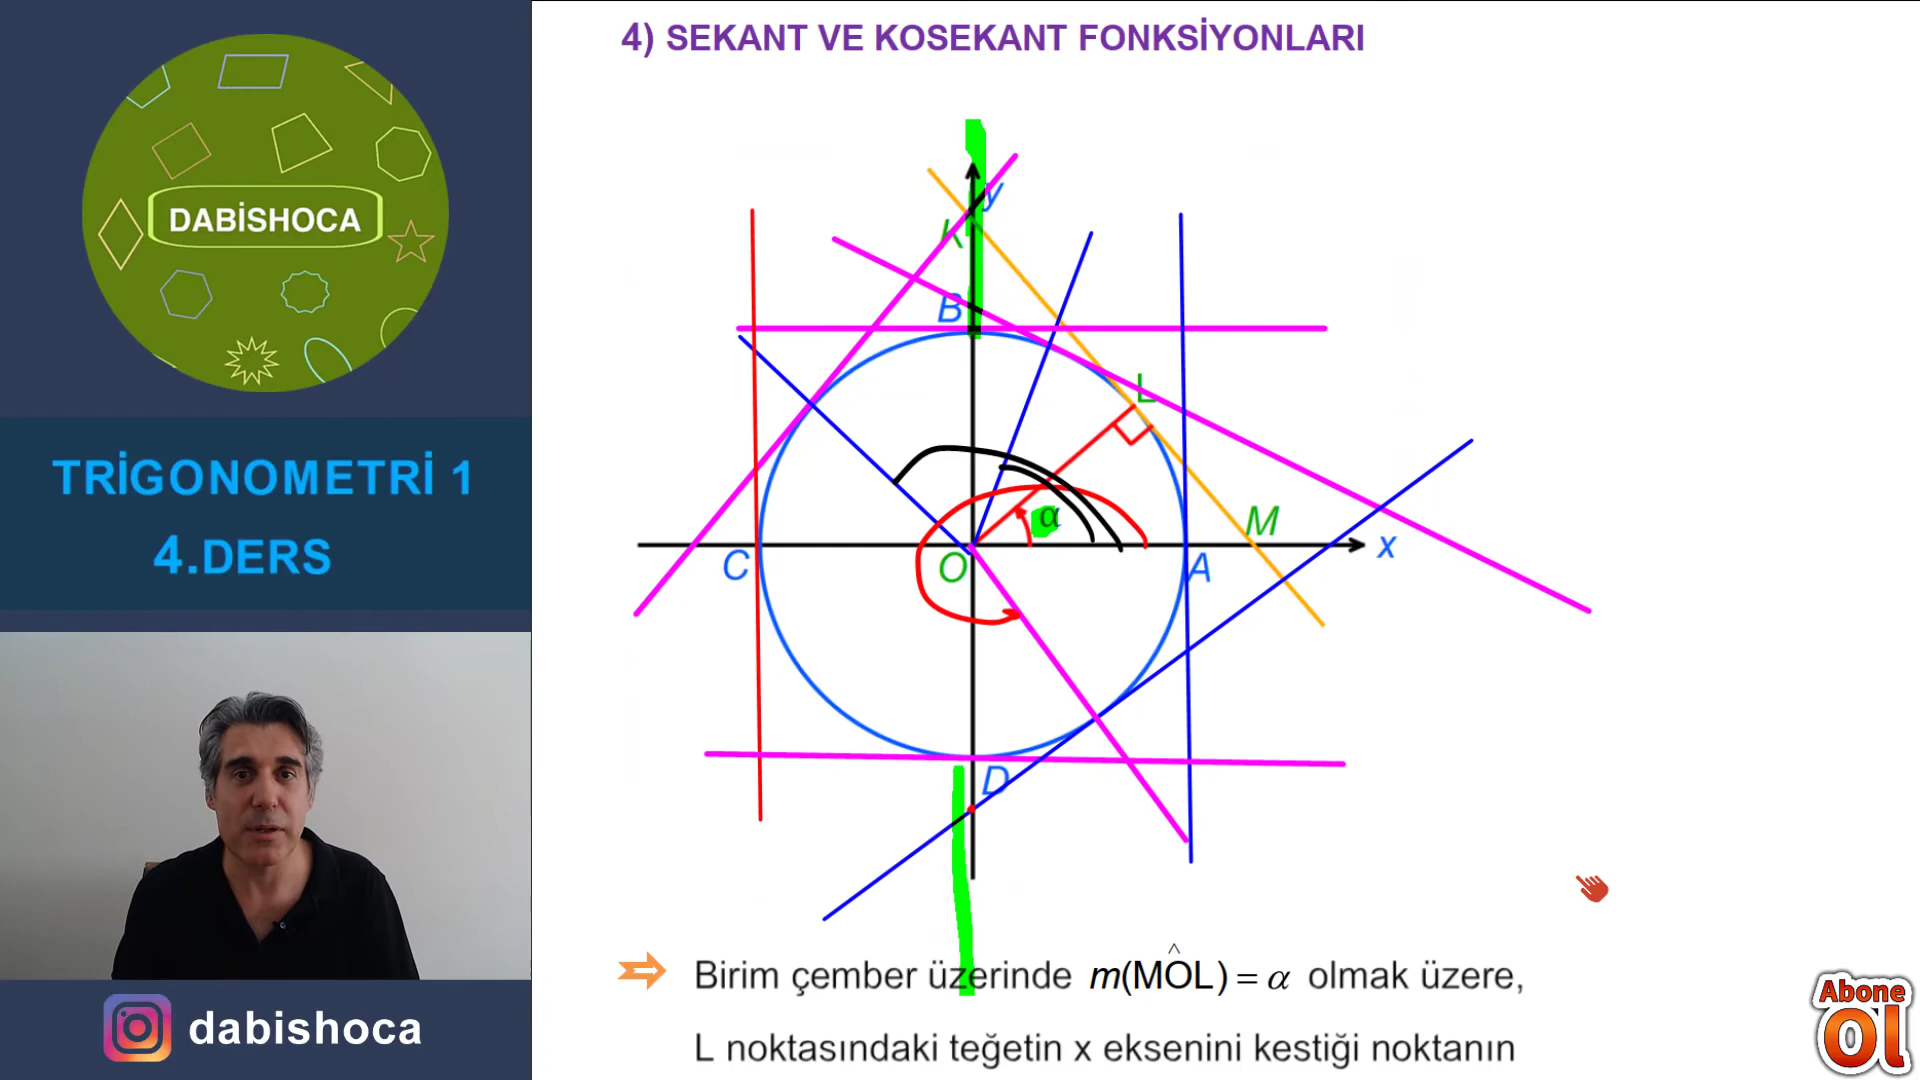 4) SEKANT VE KOSEKANT FONKSİYONLARI
DABİSHOCA
TRİGONOMETRİ 1
4.DERS
dabishoca
y
K
B
L
α
M
C
O
A
x
D
Birim çember üzerinde m(MÔL) = α olmak üzere,
L noktasındaki teğetin x eksenini kestiği noktanın
Abone
Ol